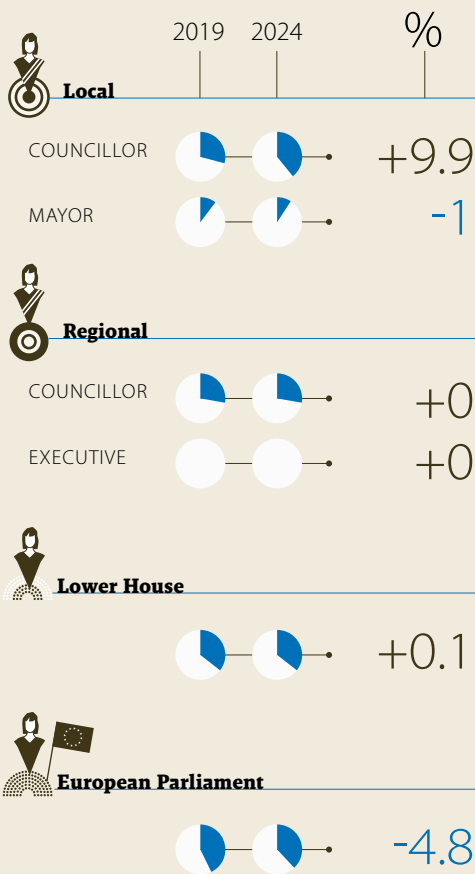 2019 2024 %
Local
COUNCILLOR +9.9
MAYOR -1
Regional
COUNCILLOR +0
EXECUTIVE +0
Lower House
+0.1
European Parliament
-4.8